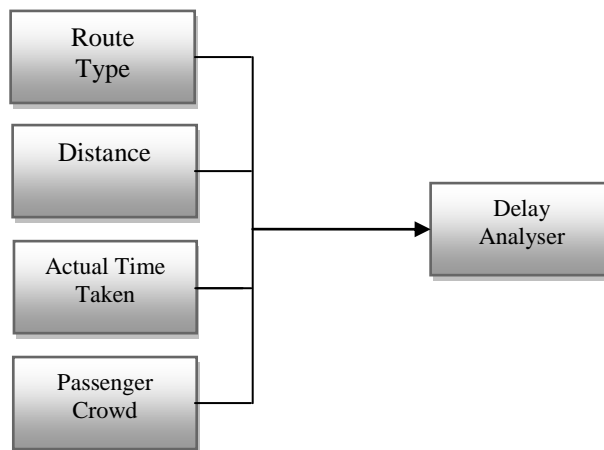 Route
Type
Distance
Actual Time
Taken
Passenger
Crowd
Delay
Analyser